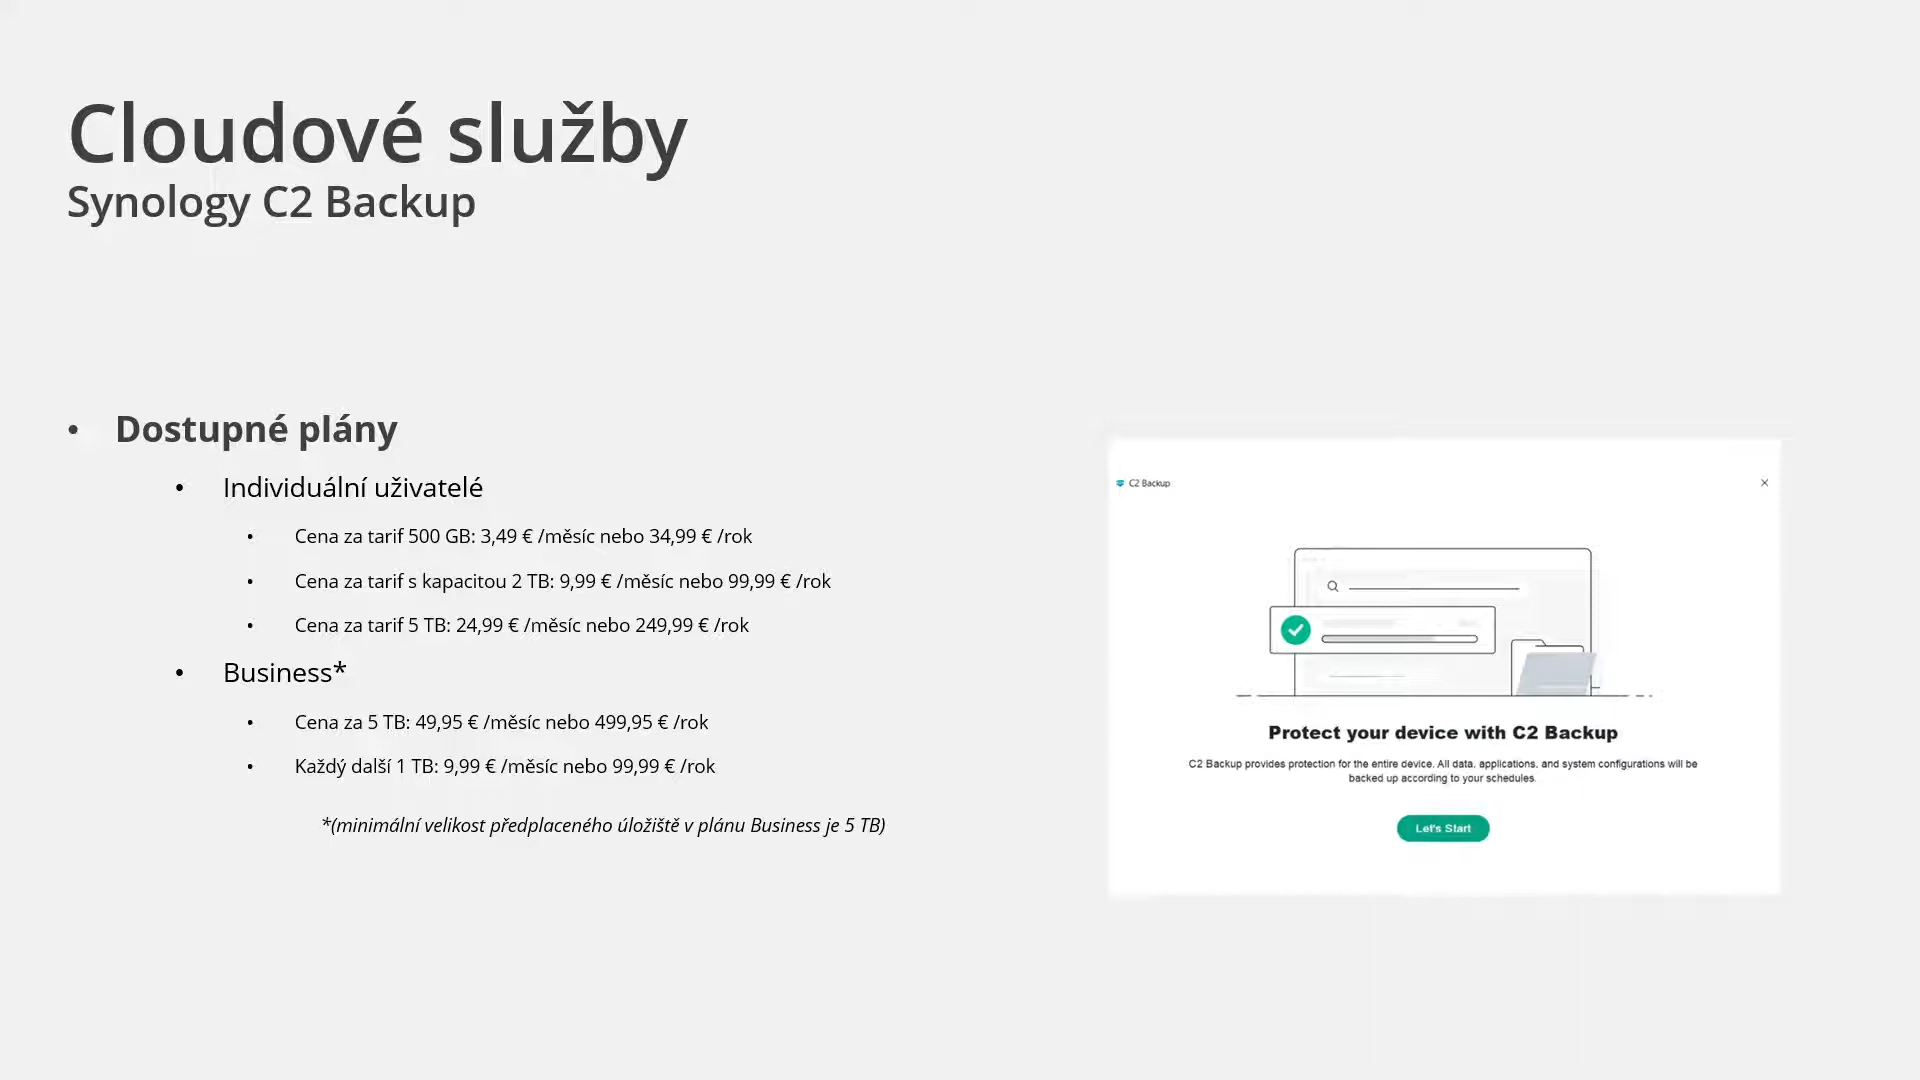 Cloudové služby
Synology C2 Backup
• Dostupné plány
• Individuální uživatelé
• Cena za tarif 500 GB: 3,49 € /měsíc nebo 34,99 € /rok
• Cena za tarif s kapacitou 2 TB: 9,99 € /měsíc nebo 99,99 € /rok
• Cena za tarif 5 TB: 24,99 € /měsíc nebo 249,99 € /rok
• Business*
• Cena za 5 TB: 49,95 € /měsíc nebo 499,95 € /rok
• Každý další 1 TB: 9,99 € /měsíc nebo 99,99 € /rok
*(minimální velikost předplaceného úložiště v plánu Business je 5 TB)
C2 Backup
Protect your device with C2 Backup
C2 Backup provides protection for the entire device. All data, applications, and system configurations will be
backed up according to your schedules.
Let's Start